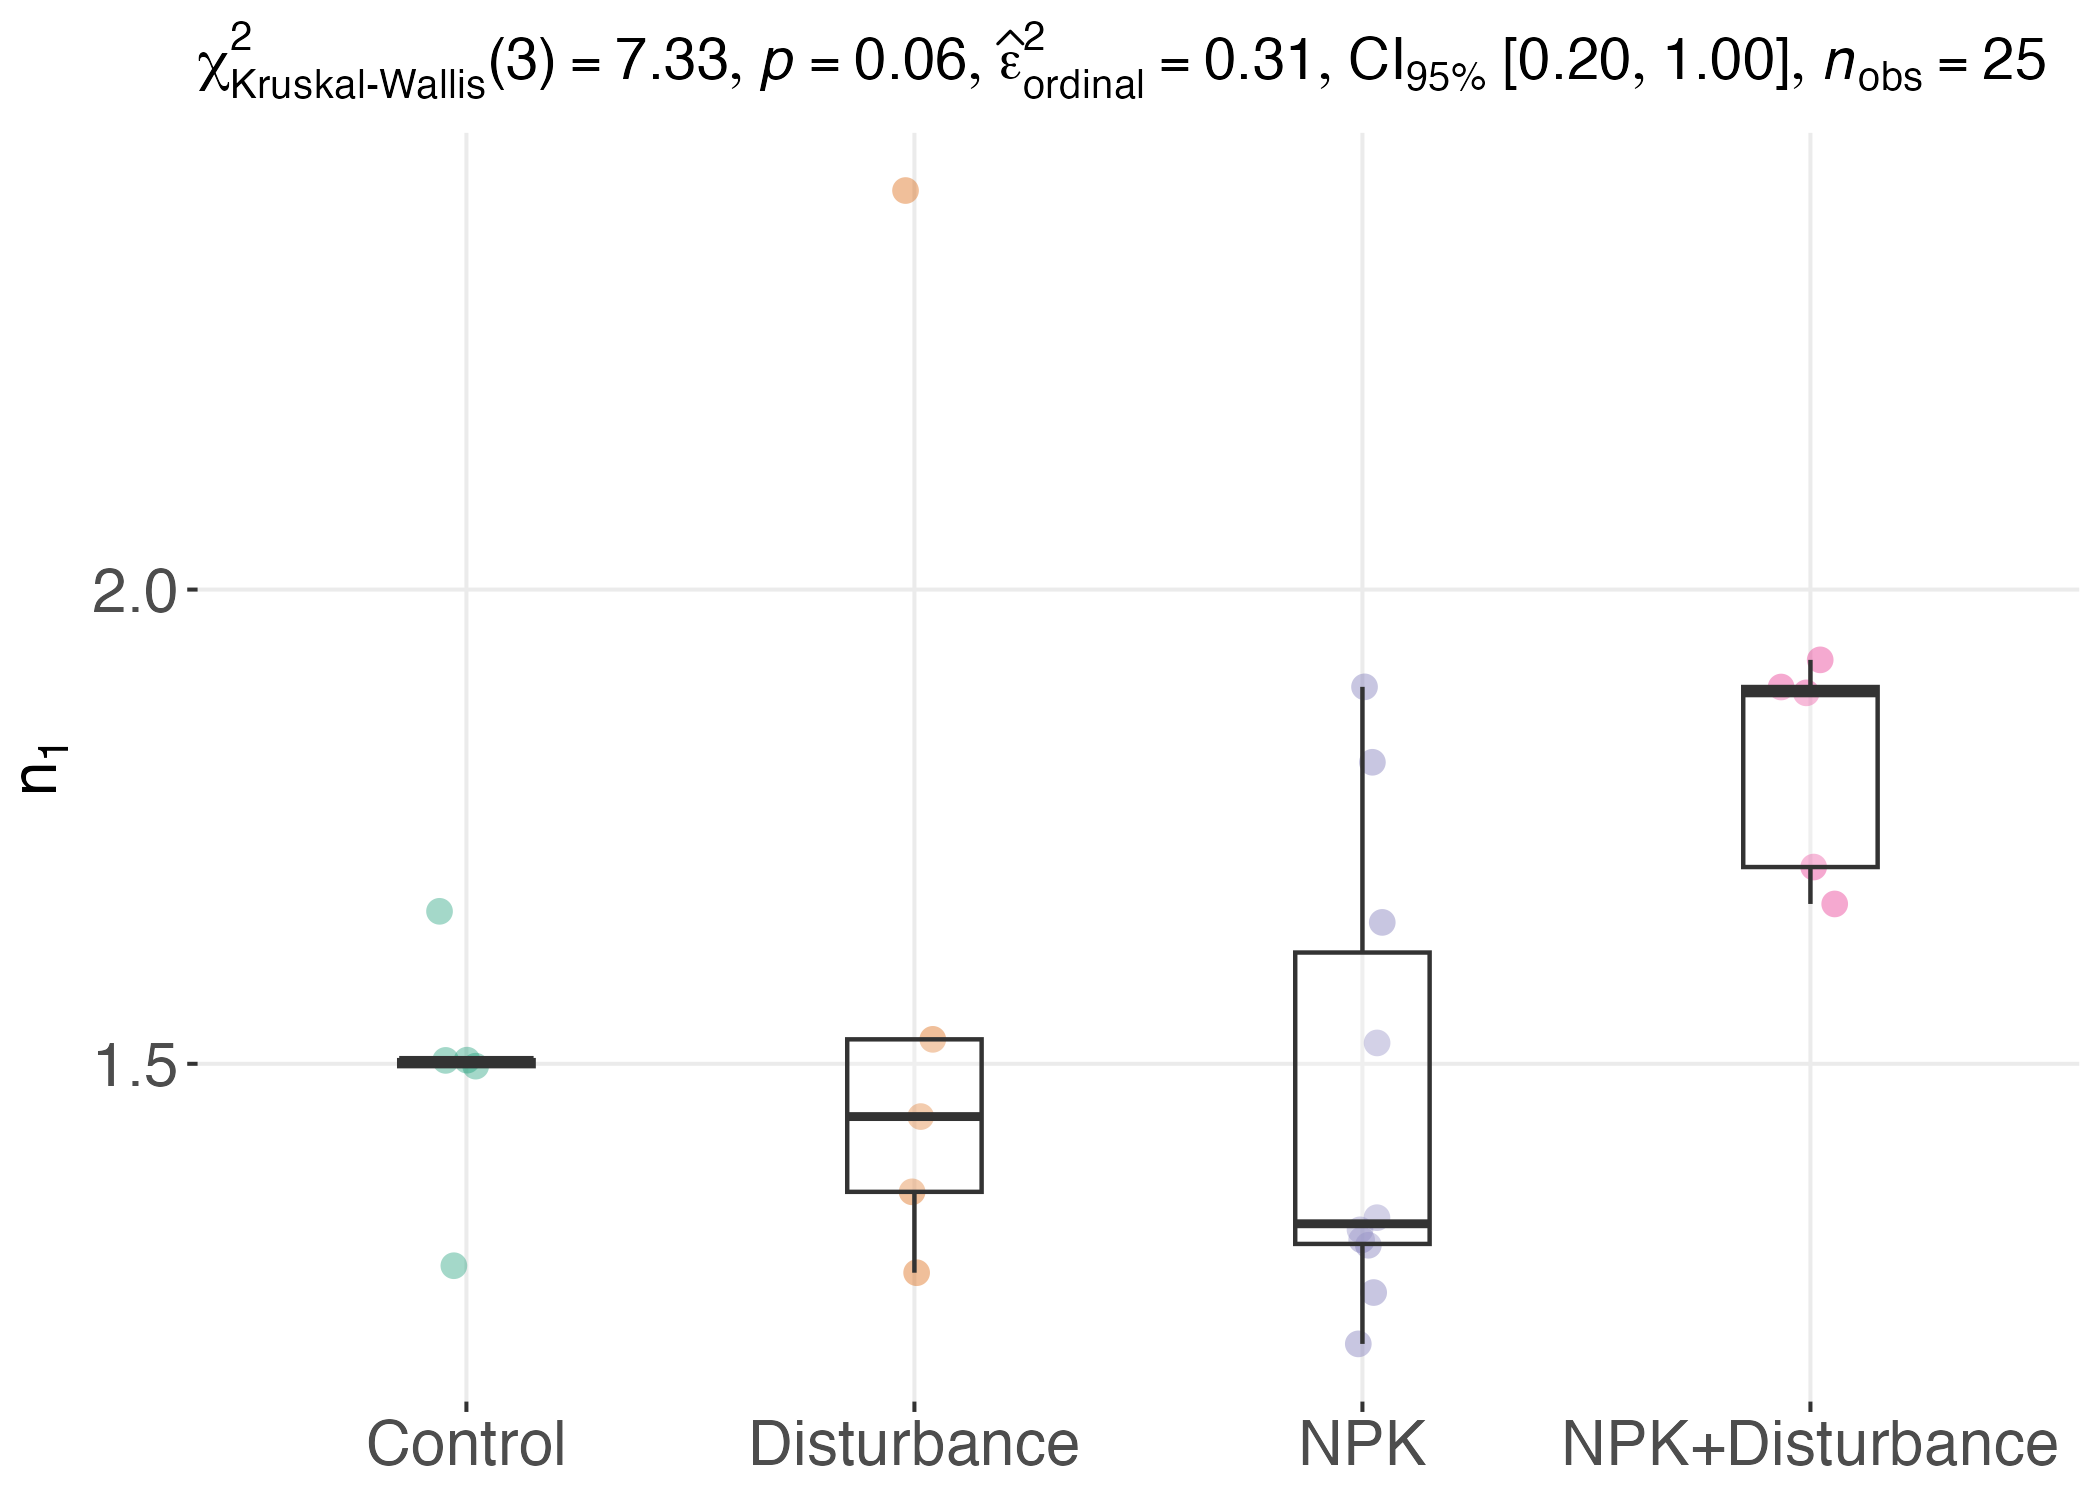 χ²Kruskal-Wallis(3) = 7.33, p = 0.06, ε̂²ordinal = 0.31, CI95% [0.20, 1.00], nobs = 25
2.0
n1
1.5
Control Disturbance NPK NPK+Disturbance